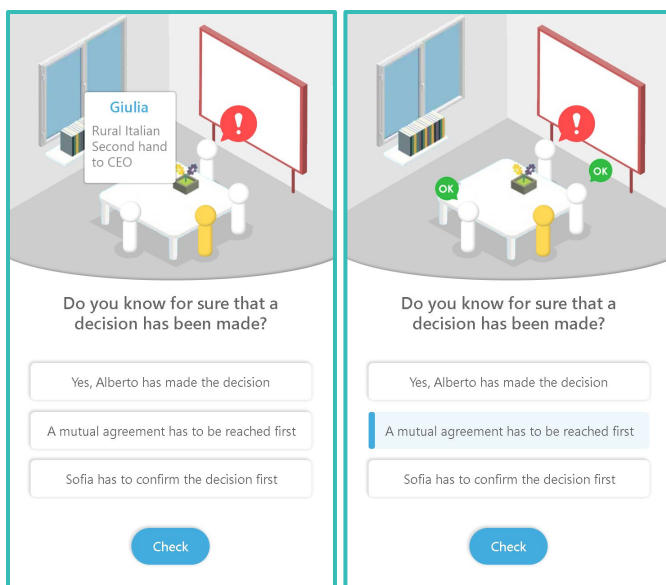 Giulia
Rural Italian
Second hand
to CEO
!
Do you know for sure that a
decision has been made?
Yes, Alberto has made the decision
A mutual agreement has to be reached first
Sofia has to confirm the decision first
Check
!
OK
OK
Do you know for sure that a
decision has been made?
Yes, Alberto has made the decision
A mutual agreement has to be reached first
Sofia has to confirm the decision first
Check